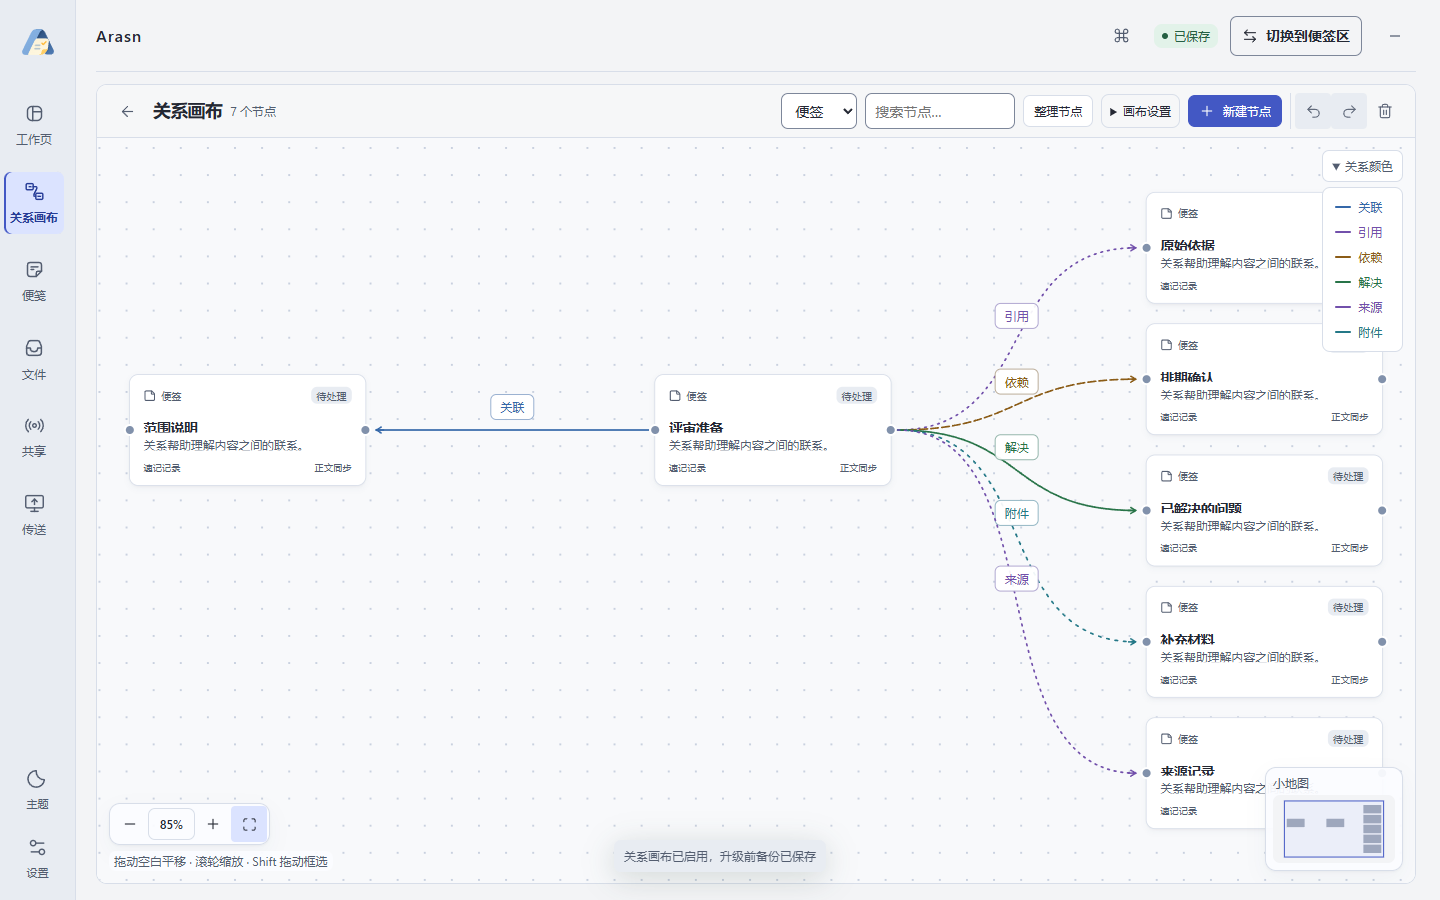 Arasn
已保存
切换到便签区
工作页
关系画布
便笺
文件
共享
传送
主题
设置
关系画布 7 个节点
便签
搜索节点...
整理节点
画布设置
新建节点
关系颜色
关联
引用
依赖
解决
来源
附件
便签 待处理
范围说明
关系帮助理解内容之间的联系。
速记记录 正文同步
关联
便签 待处理
评审准备
关系帮助理解内容之间的联系。
速记记录 正文同步
引用
依赖
解决
附件
来源
便签
原始依据
关系帮助理解内容之间的联系。
速记记录
便签
排期确认
关系帮助理解内容之间的联系。
速记记录 正文同步
便签 待处理
已解决的问题
关系帮助理解内容之间的联系。
速记记录 正文同步
便签 待处理
补充材料
关系帮助理解内容之间的联系。
速记记录 正文同步
便签 待处理
来源记录
关系帮助理解内容之
速记记录
小地图
85%
拖动空白平移 · 滚轮缩放 · Shift 拖动框选
关系画布已启用，升级前备份已保存